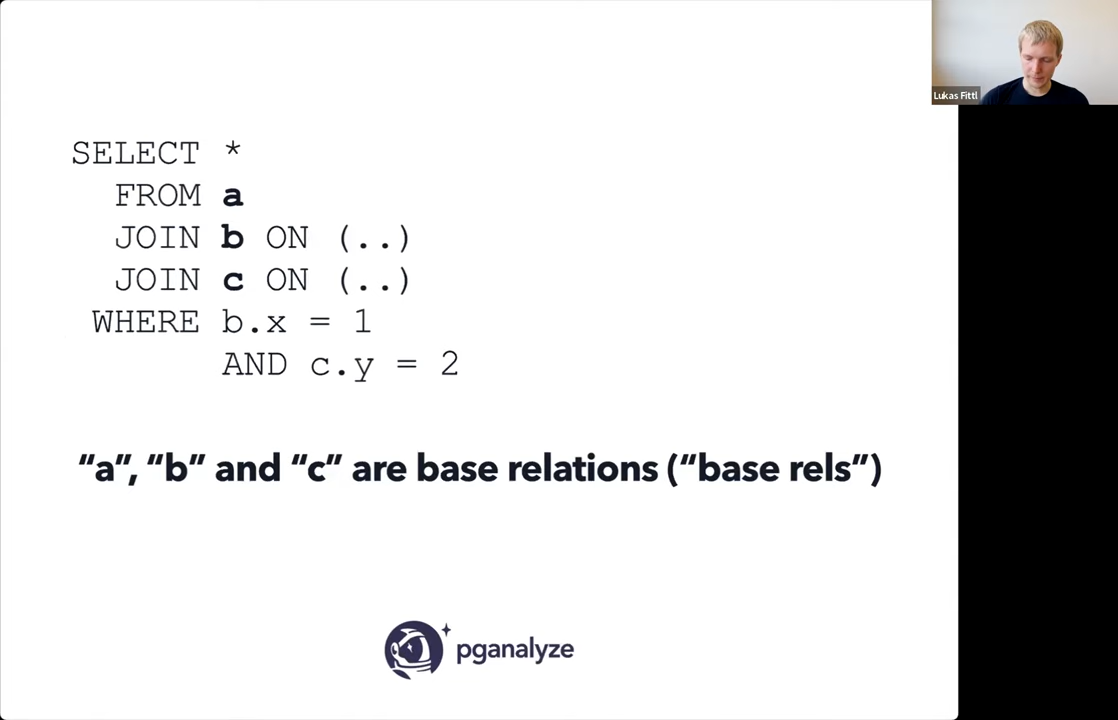 SELECT *
FROM a
JOIN b ON (..)
JOIN c ON (..)
WHERE b.x = 1
AND c.y = 2
“a”, “b” and “c” are base relations (“base rels”)
pganalyze
Lukas Fittl